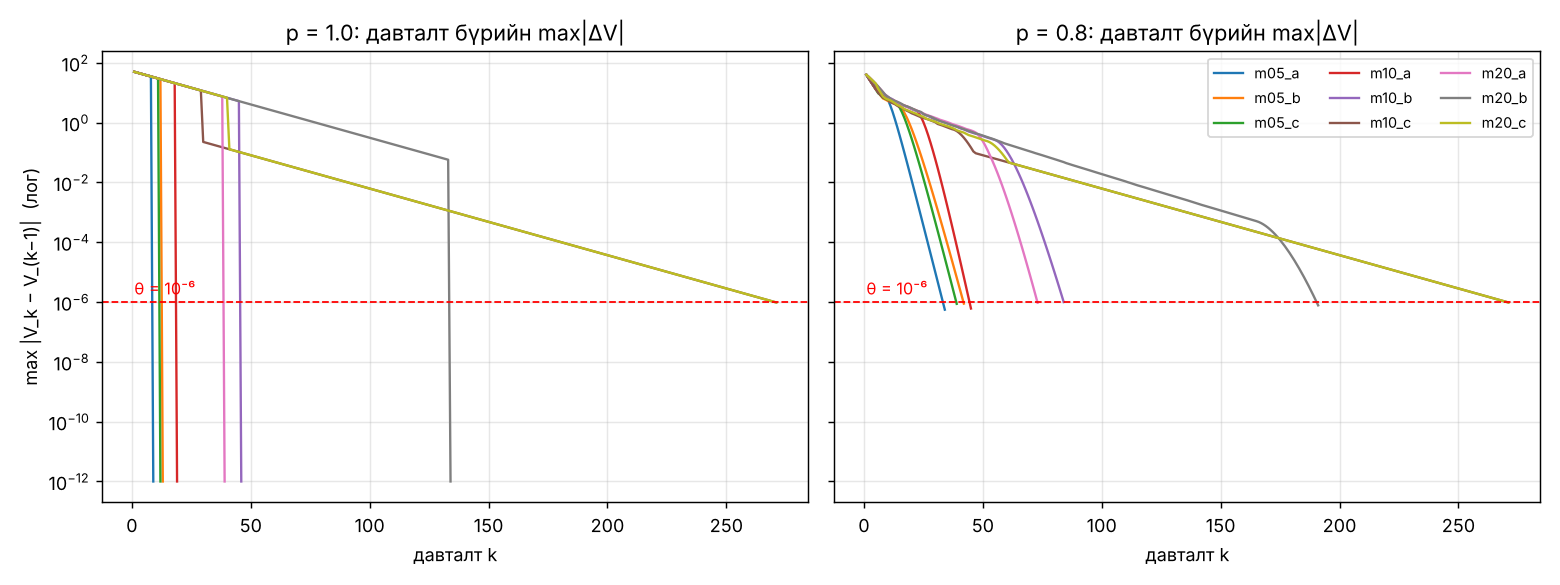 p = 1.0: давталт бүрийн max|ΔV|
max |V_k − V_(k−1)| (лог)
10²
10⁰
10⁻²
10⁻⁴
10⁻⁶
10⁻⁸
10⁻¹⁰
10⁻¹²
θ = 10⁻⁶
0 50 100 150 200 250
давталт k
p = 0.8: давталт бүрийн max|ΔV|
m05_a m10_a m20_a
m05_b m10_b m20_b
m05_c m10_c m20_c
θ = 10⁻⁶
0 50 100 150 200 250
давталт k